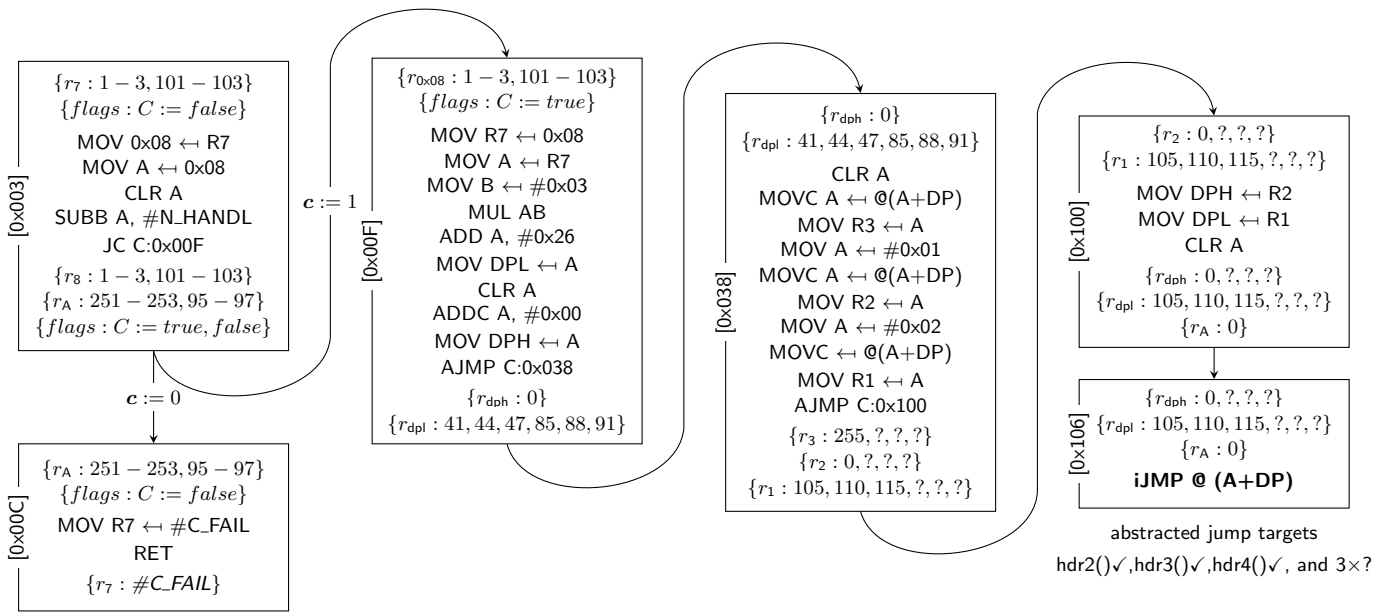 [0x003]
{r7 : 1 − 3, 101 − 103}
{flags : C := false}
MOV 0x08 ↤ R7
MOV A ↤ 0x08
CLR A
SUBB A, #N_HANDL
JC C:0x00F
{r8 : 1 − 3, 101 − 103}
{rA : 251 − 253, 95 − 97}
{flags : C := true, false}
c := 1
c := 0
[0x00C]
{rA : 251 − 253, 95 − 97}
{flags : C := false}
MOV R7 ↤ #C_FAIL
RET
{r7 : #C_FAIL}
[0x00F]
{r0x08 : 1 − 3, 101 − 103}
{flags : C := true}
MOV R7 ↤ 0x08
MOV A ↤ R7
MOV B ↤ #0x03
MUL AB
ADD A, #0x26
MOV DPL ↤ A
CLR A
ADDC A, #0x00
MOV DPH ↤ A
AJMP C:0x038
{rdph : 0}
{rdpl : 41, 44, 47, 85, 88, 91}
[0x038]
{rdph : 0}
{rdpl : 41, 44, 47, 85, 88, 91}
CLR A
MOVC A ↤ @(A+DP)
MOV R3 ↤ A
MOV A ↤ #0x01
MOVC A ↤ @(A+DP)
MOV R2 ↤ A
MOV A ↤ #0x02
MOVC ↤ @(A+DP)
MOV R1 ↤ A
AJMP C:0x100
{r3 : 255, ?, ?, ?}
{r2 : 0, ?, ?, ?}
{r1 : 105, 110, 115, ?, ?, ?}
[0x100]
{r2 : 0, ?, ?, ?}
{r1 : 105, 110, 115, ?, ?, ?}
MOV DPH ↤ R2
MOV DPL ↤ R1
CLR A
{rdph : 0, ?, ?, ?}
{rdpl : 105, 110, 115, ?, ?, ?}
{rA : 0}
[0x106]
{rdph : 0, ?, ?, ?}
{rdpl : 105, 110, 115, ?, ?, ?}
{rA : 0}
iJMP @ (A+DP)
abstracted jump targets
hdr2()✓,hdr3()✓,hdr4()✓, and 3×?